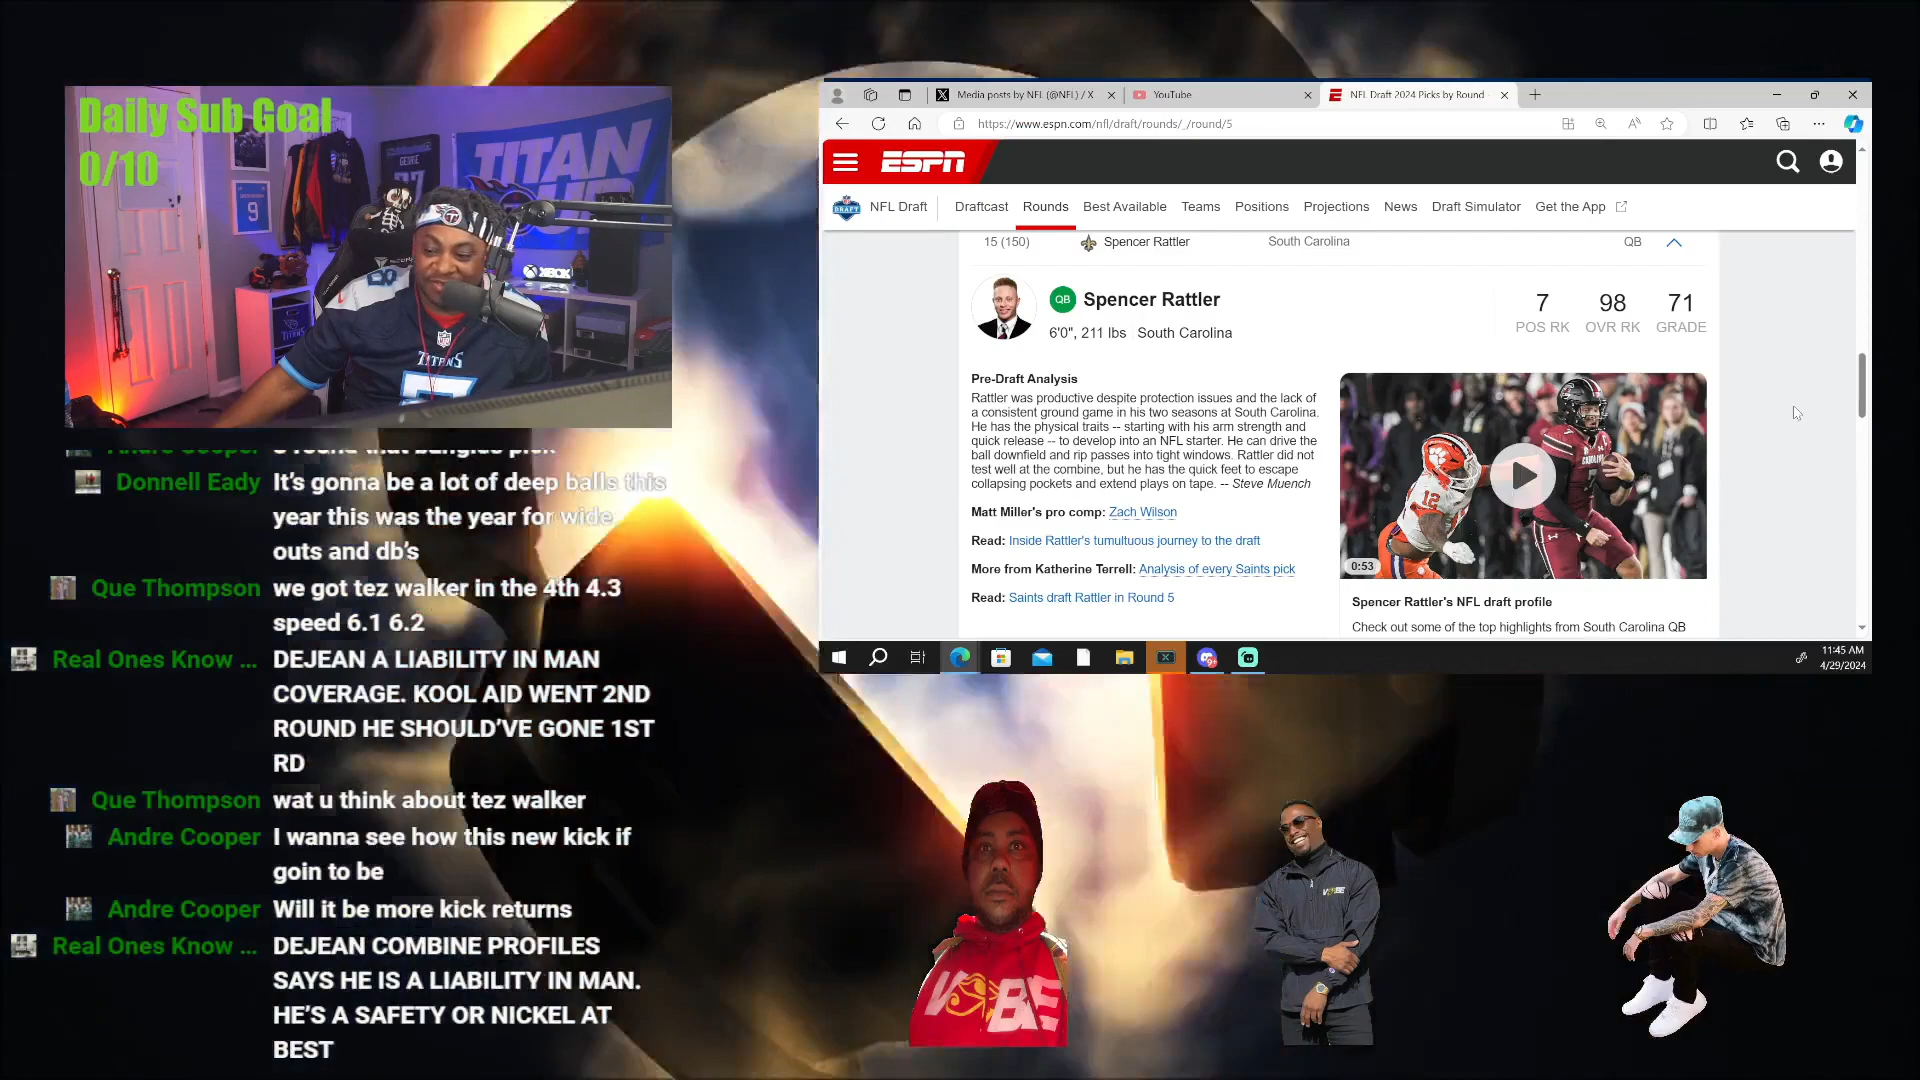 Daily Sub Goal
0/10
GEORGE
TITAN
UP
9
XBOX
TITANS
Donnell Eady It's gonna be a lot of deep balls this
year this was the year for wide
outs and db's
Que Thompson we got tez walker in the 4th 4.3
speed 6.1 6.2
Real Ones Know ... DEJEAN A LIABILITY IN MAN
COVERAGE. KOOL AID WENT 2ND
ROUND HE SHOULD'VE GONE 1ST
RD
Que Thompson wat u think about tez walker
Andre Cooper I wanna see how this new kick if
goin to be
Andre Cooper Will it be more kick returns
Real Ones Know ... DEJEAN COMBINE PROFILES
SAYS HE IS A LIABILITY IN MAN.
HE'S A SAFETY OR NICKEL AT
BEST
Media posts by NFL (@NFL) / X
YouTube
NFL Draft 2024 Picks by Round
https://www.espn.com/nfl/draft/rounds/_/round/5
ESPN
NFL Draft Draftcast Rounds Best Available Teams Positions Projections News Draft Simulator Get the App
15 (150) Spencer Rattler South Carolina QB
QB Spencer Rattler
6'0", 211 lbs South Carolina
7 98 71
POS RK OVR RK GRADE
Pre-Draft Analysis
Rattler was productive despite protection issues and the lack of
a consistent ground game in his two seasons at South Carolina.
He has the physical traits -- starting with his arm strength and
quick release -- to develop into an NFL starter. He can drive the
ball downfield and rip passes into tight windows. Rattler did not
test well at the combine, but he has the quick feet to escape
collapsing pockets and extend plays on tape. -- Steve Muench
Matt Miller's pro comp: Zach Wilson
Read: Inside Rattler's tumultuous journey to the draft
More from Katherine Terrell: Analysis of every Saints pick
Read: Saints draft Rattler in Round 5
12
7
0:53
Spencer Rattler's NFL draft profile
Check out some of the top highlights from South Carolina QB
11:45 AM
4/29/2024
VIBE
VIBE